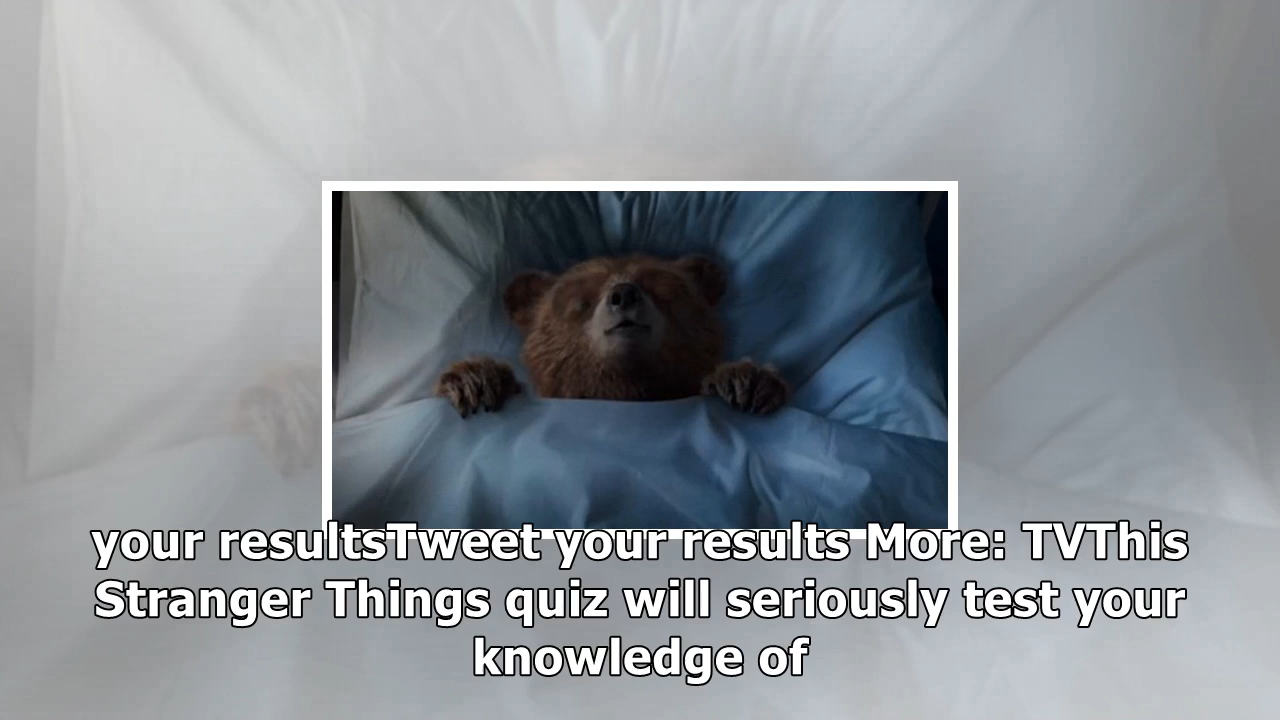 your resultsTweet your results More: TVThis
Stranger Things quiz will seriously test your
knowledge of